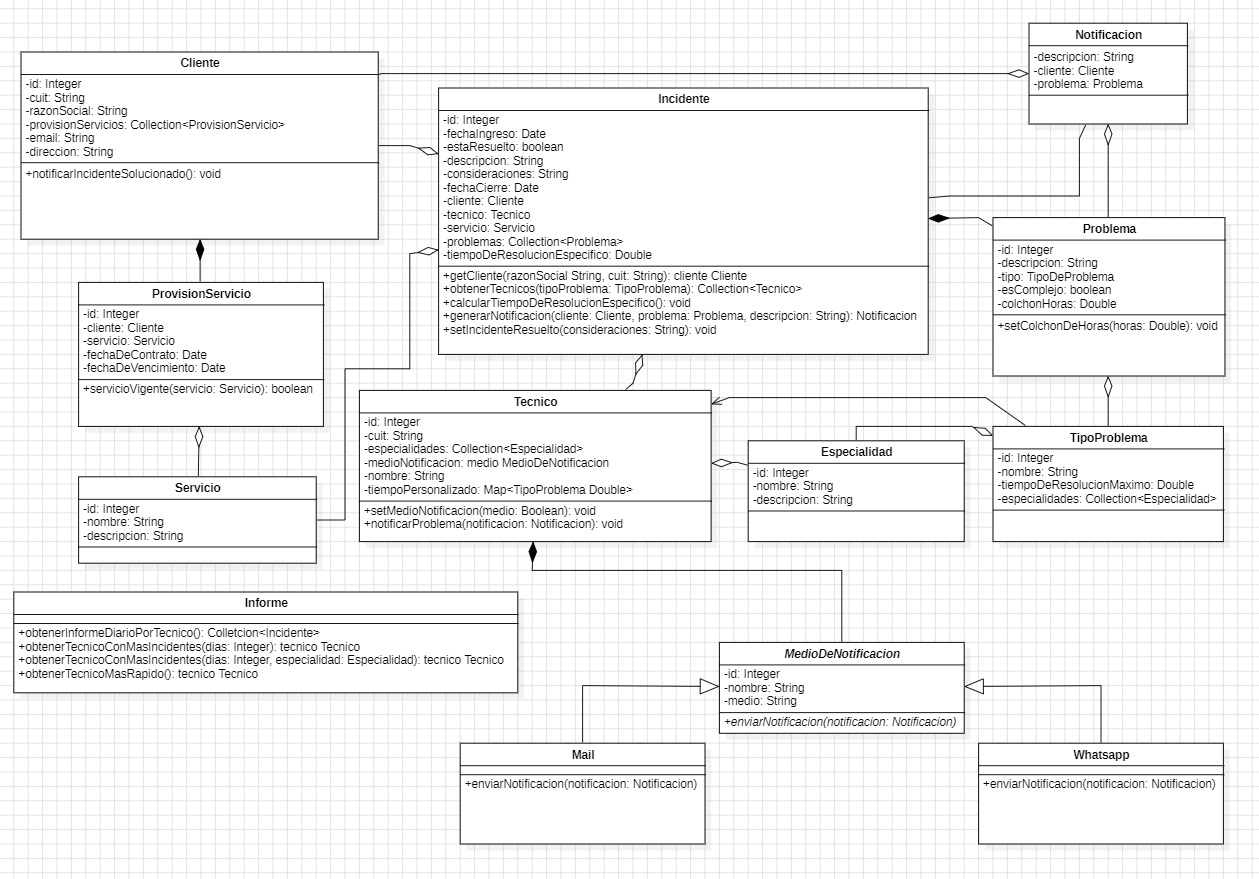 Cliente
-id: Integer
-cuit: String
-razonSocial: String
-provisionServicios: Collection<ProvisionServicio>
-email: String
-direccion: String
+notificarIncidenteSolucionado(): void
Notificacion
-descripcion: String
-cliente: Cliente
-problema: Problema
Incidente
-id: Integer
-fechaIngreso: Date
-estaResuelto: boolean
-descripcion: String
-consideraciones: String
-fechaCierre: Date
-cliente: Cliente
-tecnico: Tecnico
-servicio: Servicio
-problemas: Collection<Problema>
-tiempoDeResolucionEspecifico: Double
+getCliente(razonSocial String, cuit: String): cliente Cliente
+obtenerTecnicos(tipoProblema: TipoProblema): Collection<Tecnico>
+calcularTiempoDeResolucionEspecifico(): void
+generarNotificacion(cliente: Cliente, problema: Problema, descripcion: String): Notificacion
+setIncidenteResuelto(consideraciones: String): void
Problema
-id: Integer
-descripcion: String
-tipo: TipoDeProblema
-esComplejo: boolean
-colchonHoras: Double
+setColchonDeHoras(horas: Double): void
ProvisionServicio
-id: Integer
-cliente: Cliente
-servicio: Servicio
-fechaDeContrato: Date
-fechaDeVencimiento: Date
+servicioVigente(servicio: Servicio): boolean
Tecnico
-id: Integer
-cuit: String
-especialidades: Collection<Especialidad>
-medioNotificacion: medio MedioDeNotificacion
-nombre: String
-tiempoPersonalizado: Map<TipoProblema Double>
+setMedioNotificacion(medio: Boolean): void
+notificarProblema(notificacion: Notificacion): void
Especialidad
-id: Integer
-nombre: String
-descripcion: String
TipoProblema
-id: Integer
-nombre: String
-tiempoDeResolucionMaximo: Double
-especialidades: Collection<Especialidad>
Servicio
-id: Integer
-nombre: String
-descripcion: String
Informe
+obtenerInformeDiarioPorTecnico(): Colletcion<Incidente>
+obtenerTecnicoConMasIncidentes(dias: Integer): tecnico Tecnico
+obtenerTecnicoConMasIncidentes(dias: Integer, especialidad: Especialidad): tecnico Tecnico
+obtenerTecnicoMasRapido(): tecnico Tecnico
MedioDeNotificacion
-id: Integer
-nombre: String
-medio: String
+enviarNotificacion(notificacion: Notificacion)
Mail
+enviarNotificacion(notificacion: Notificacion)
Whatsapp
+enviarNotificacion(notificacion: Notificacion)